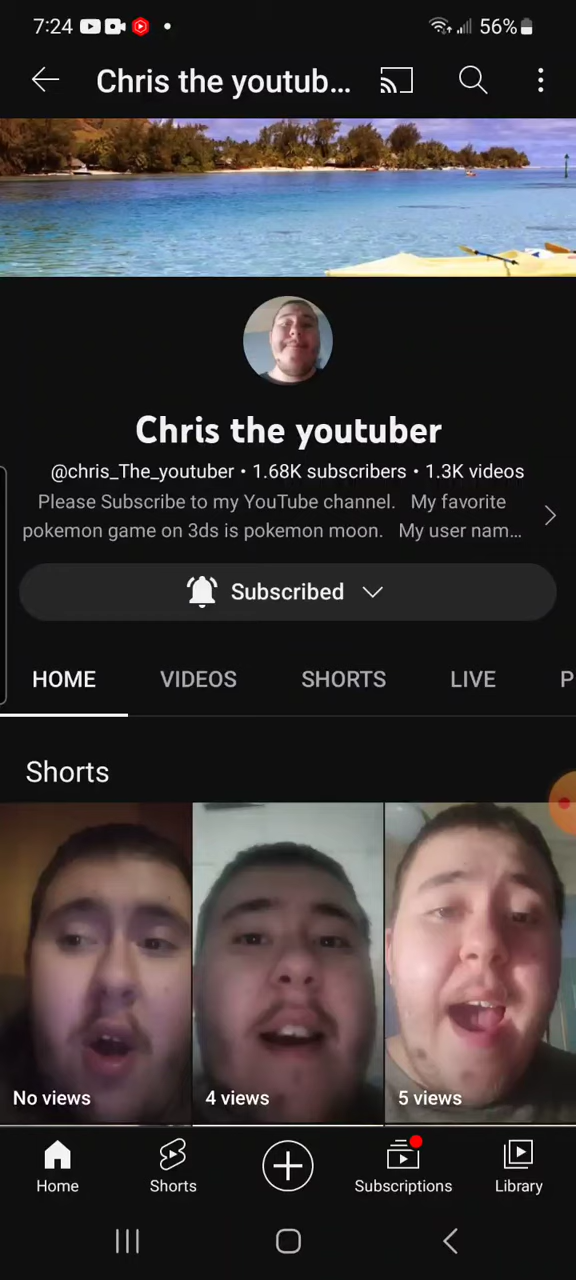 7:24
56%
Chris the youtub...
Chris the youtuber
@chris_The_youtuber • 1.68K subscribers • 1.3K videos
Please Subscribe to my YouTube channel. My favorite
pokemon game on 3ds is pokemon moon. My user nam...
Subscribed
HOME VIDEOS SHORTS LIVE P
Shorts
No views 4 views 5 views
Home Shorts Subscriptions Library